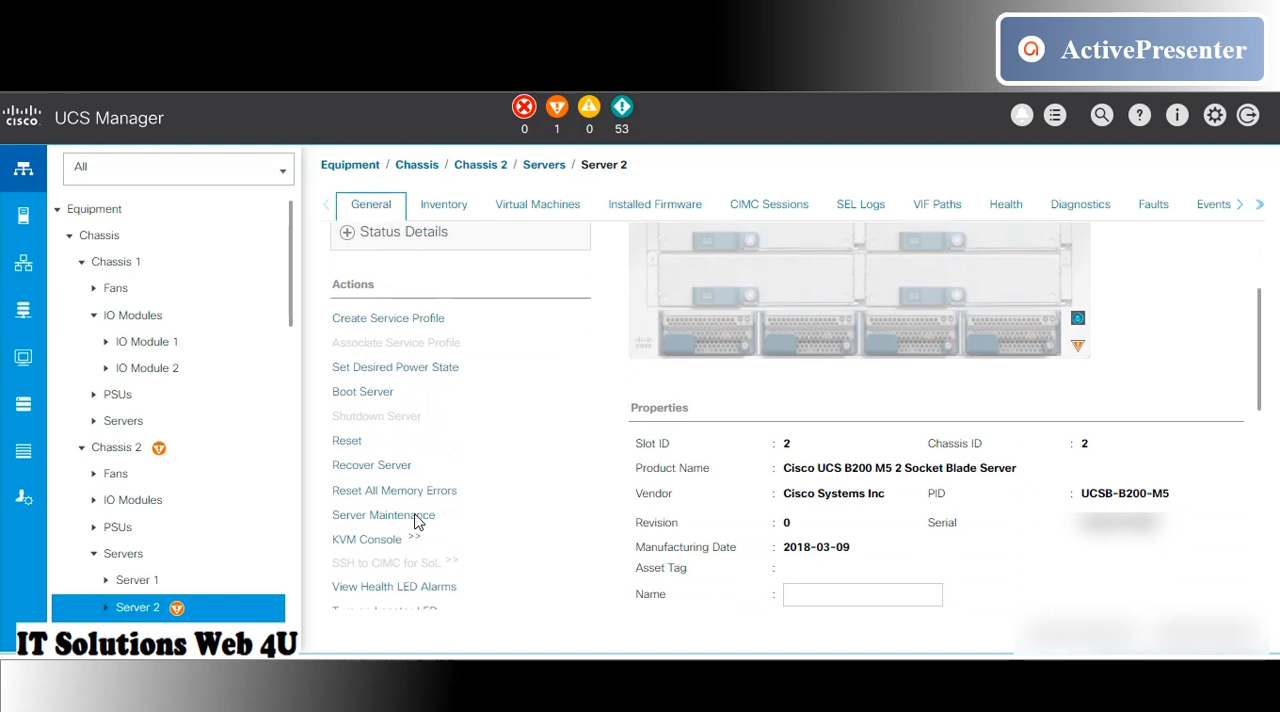 ActivePresenter
CISCO UCS Manager
0 1 0 53
All
Equipment / Chassis / Chassis 2 / Servers / Server 2
General Inventory Virtual Machines Installed Firmware CIMC Sessions SEL Logs VIF Paths Health Diagnostics Faults Events
Equipment
Chassis
Chassis 1
Fans
IO Modules
IO Module 1
IO Module 2
PSUs
Servers
Chassis 2
Fans
IO Modules
PSUs
Servers
Server 1
Server 2
Status Details
Actions
Create Service Profile
Associate Service Profile
Set Desired Power State
Boot Server
Shutdown Server
Reset
Recover Server
Reset All Memory Errors
Server Maintenance
KVM Console >>
SSH to CIMC for SoL >>
View Health LED Alarms
Turn on Locator LED
Properties
Slot ID : 2 Chassis ID : 2
Product Name : Cisco UCS B200 M5 2 Socket Blade Server
Vendor : Cisco Systems Inc PID : UCSB-B200-M5
Revision : 0 Serial
Manufacturing Date : 2018-03-09
Asset Tag :
Name :
IT Solutions Web 4U